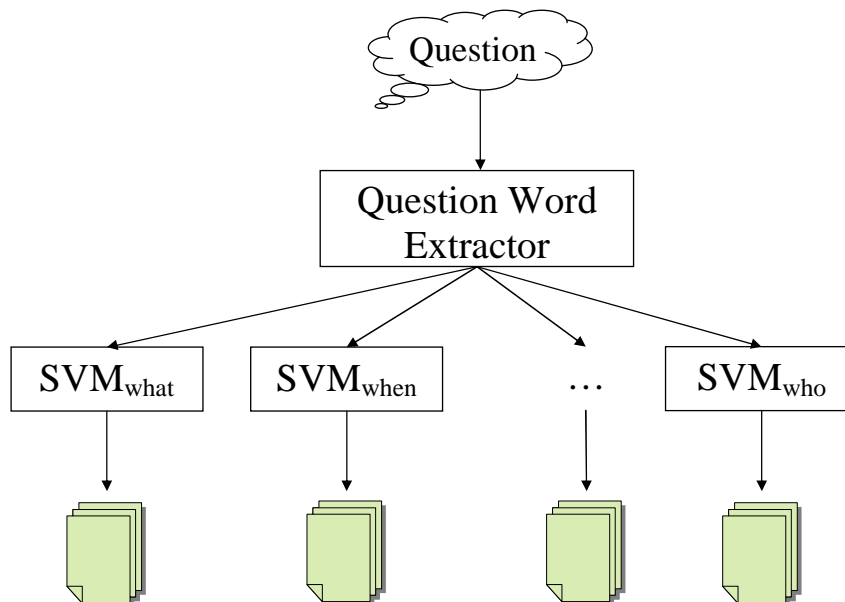 Question
Question Word
Extractor
SVMwhat
SVMwhen
…
SVMwho